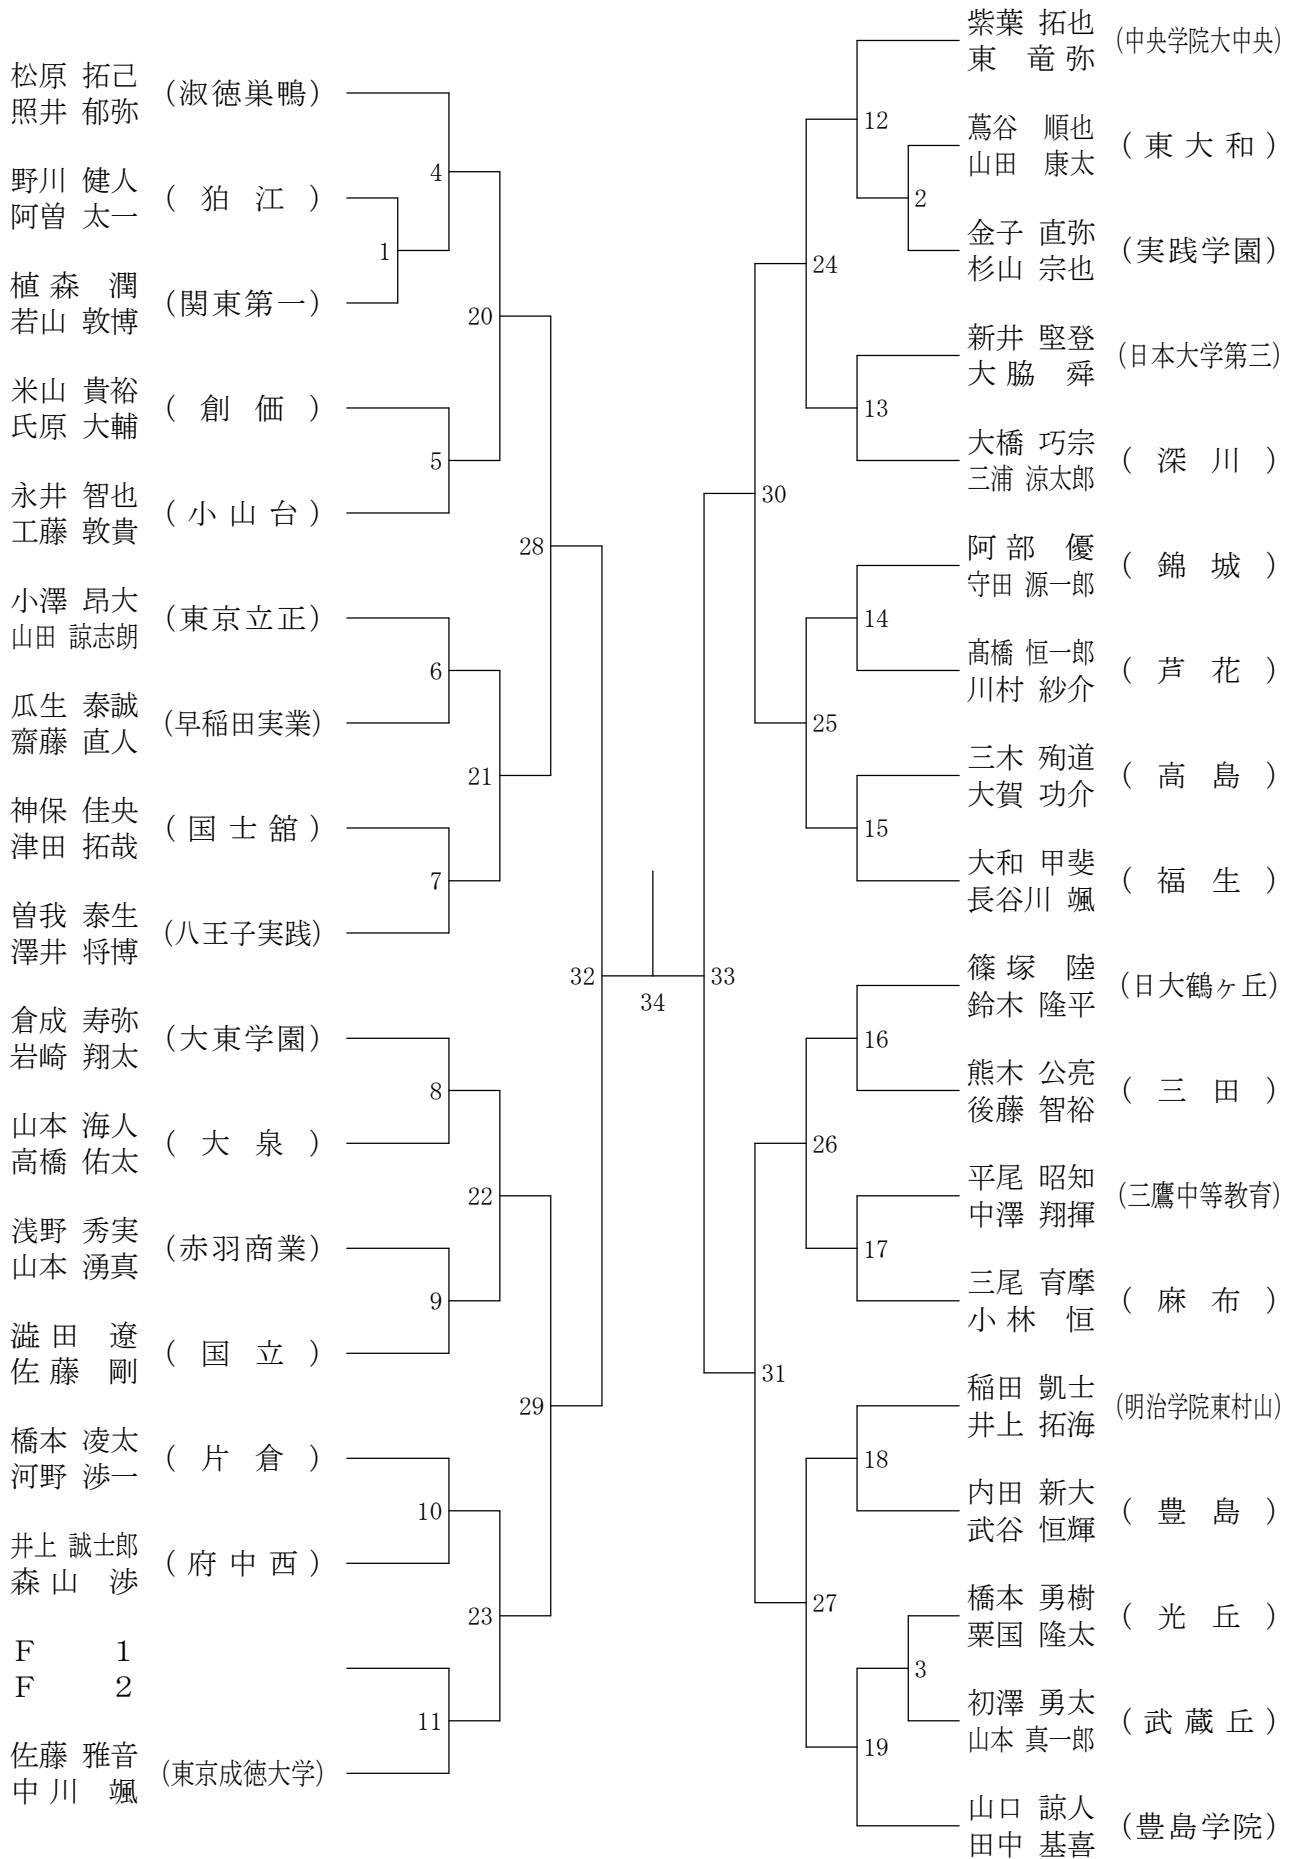 松原 拓己
照井 郁弥
(淑徳巣鴨)
野川 健人
阿曽 太一
( 狛 江 )
植森 潤
若山 敦博
(関東第一)
米山 貴裕
氏原 大輔
( 創 価 )
永井 智也
工藤 敦貴
( 小 山 台 )
小澤 昂大
山田 諒志朗
(東京立正)
瓜生 泰誠
齋藤 直人
(早稲田実業)
神保 佳央
津田 拓哉
( 国 士 舘 )
曽我 泰生
澤井 将博
(八王子実践)
倉成 寿弥
岩崎 翔太
(大東学園)
山本 海人
高橋 佑太
( 大 泉 )
浅野 秀実
山本 湧真
(赤羽商業)
澁田 遼
佐藤 剛
( 国 立 )
橋本 凌太
河野 渉一
( 片 倉 )
井上 誠士郎
森山 渉
( 府 中 西 )
F 1
F 2
佐藤 雅音
中川 颯
(東京成徳大学)
1
4
5
6
7
8
9
10
11
20
21
22
23
28
29
32
34
33
30
31
24
25
26
27
12
2
13
14
15
16
17
18
3
19
紫葉 拓也
東 竜弥
(中央学院大中央)
蔦谷 順也
山田 康太
( 東 大 和 )
金子 直弥
杉山 宗也
(実践学園)
新井 堅登
大脇 舜
(日本大学第三)
大橋 巧宗
三浦 涼太郎
( 深 川 )
阿部 優
守田 源一郎
( 錦 城 )
髙橋 恒一郎
川村 紗介
( 芦 花 )
三木 殉道
大賀 功介
( 高 島 )
大和 甲斐
長谷川 颯
( 福 生 )
篠塚 陸
鈴木 隆平
(日大鶴ヶ丘)
熊木 公亮
後藤 智裕
( 三 田 )
平尾 昭知
中澤 翔揮
(三鷹中等教育)
三尾 育摩
小林 恒
( 麻 布 )
稲田 凱士
井上 拓海
(明治学院東村山)
内田 新大
武谷 恒輝
( 豊 島 )
橋本 勇樹
粟国 隆太
( 光 丘 )
初澤 勇太
山本 真一郎
( 武 蔵 丘 )
山口 諒人
田中 基喜
(豊島学院)